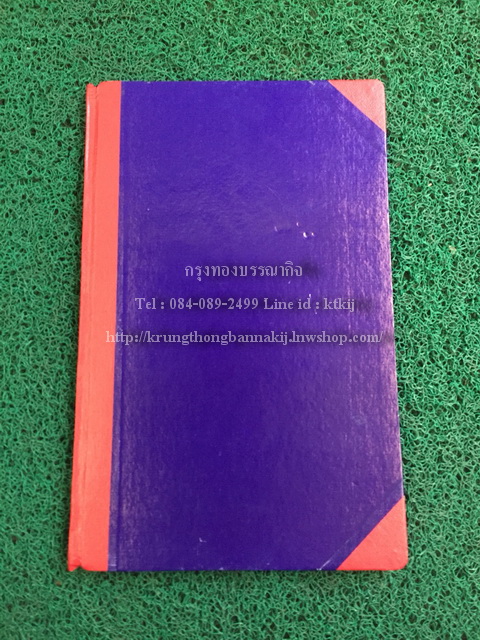 กรุงทองบรรณกิจ
Tel : 084-089-2499 Line id : ktkij
http://krungthongbannakij.lnwshop.com/